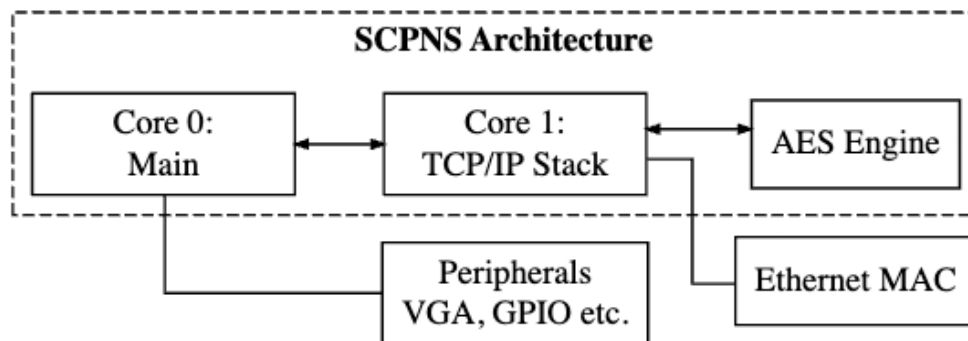 SCPNS Architecture
Core 0:
Main
Core 1:
TCP/IP Stack
AES Engine
Peripherals
VGA, GPIO etc.
Ethernet MAC